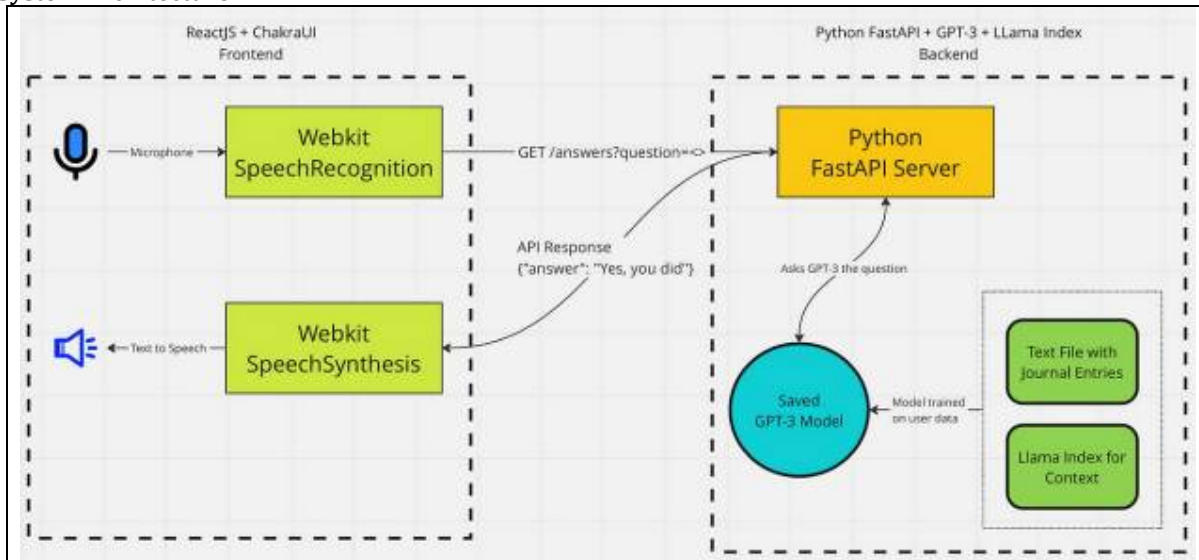 ReactJS + ChakraUI
Frontend
Python FastAPI + GPT-3 + LLama Index
Backend
Microphone
Webkit
SpeechRecognition
GET /answers?question=<>
Python
FastAPI Server
API Response
{"answer": "Yes, you did"}
Asks GPT-3 the question
Text to Speech
Webkit
SpeechSynthesis
Saved
GPT-3 Model
Model trained
on user data
Text File with
Journal Entries
Llama Index for
Context